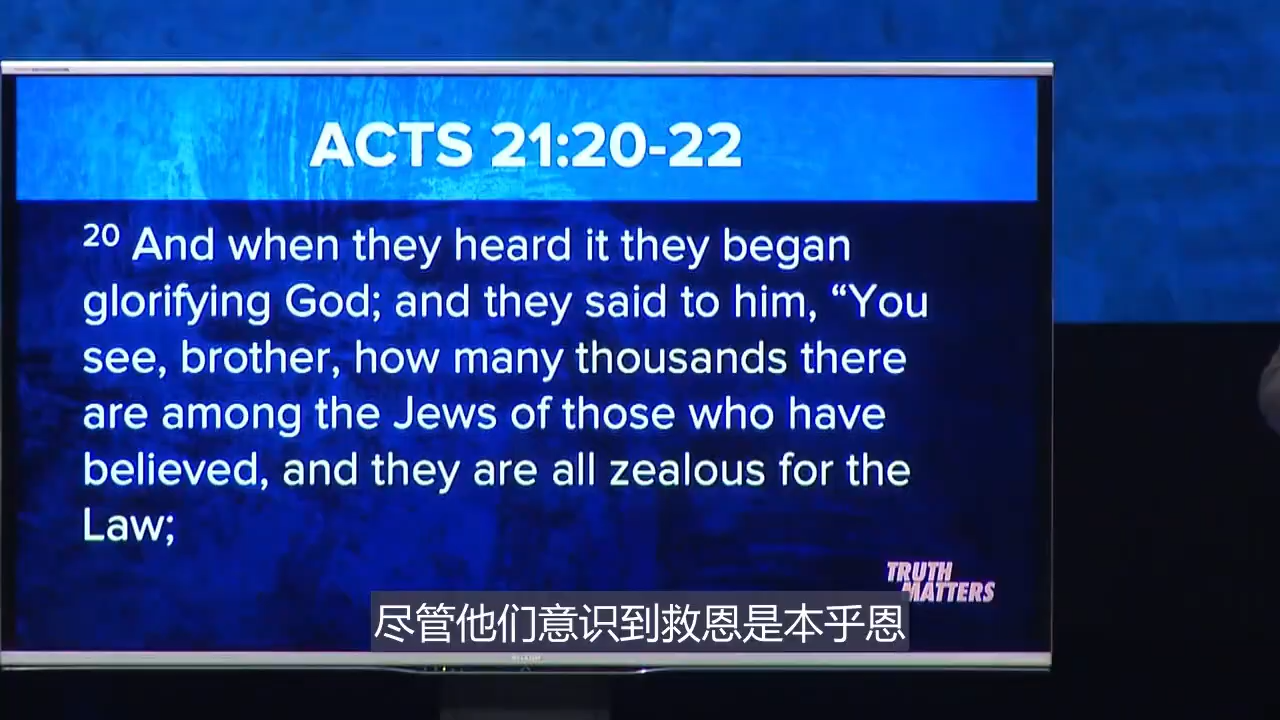 ACTS 21:20-22
20 And when they heard it they began
glorifying God; and they said to him, “You
see, brother, how many thousands there
are among the Jews of those who have
believed, and they are all zealous for the
Law;
TRUTH
MATTERS
尽管他们意识到救恩是本乎恩